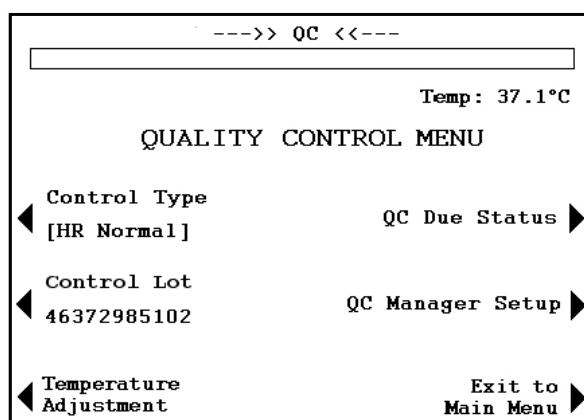 --->> QC <<---
Temp: 37.1°C
QUALITY CONTROL MENU
Control Type
[HR Normal]
QC Due Status
Control Lot
46372985102
QC Manager Setup
Temperature
Adjustment
Exit to
Main Menu